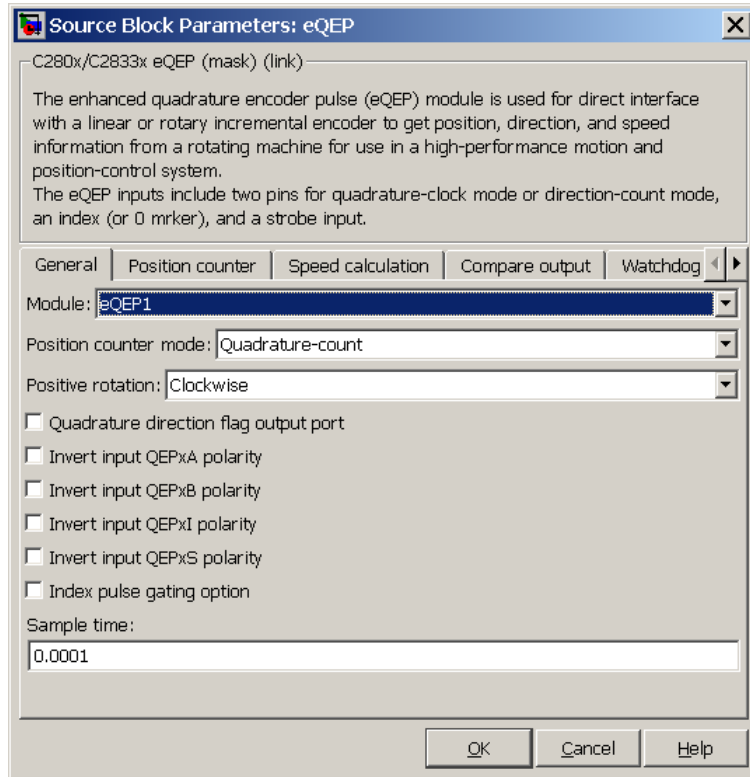 Source Block Parameters: eQEP
C280x/C2833x eQEP (mask) (link)
The enhanced quadrature encoder pulse (eQEP) module is used for direct interface
with a linear or rotary incremental encoder to get position, direction, and speed
information from a rotating machine for use in a high-performance motion and
position-control system.
The eQEP inputs include two pins for quadrature-clock mode or direction-count mode,
an index (or 0 mrker), and a strobe input.
General Position counter Speed calculation Compare output Watchdog
Module: eQEP1
Position counter mode: Quadrature-count
Positive rotation: Clockwise
Quadrature direction flag output port
Invert input QEPxA polarity
Invert input QEPxB polarity
Invert input QEPxI polarity
Invert input QEPxS polarity
Index pulse gating option
Sample time:
0.0001
OK Cancel Help